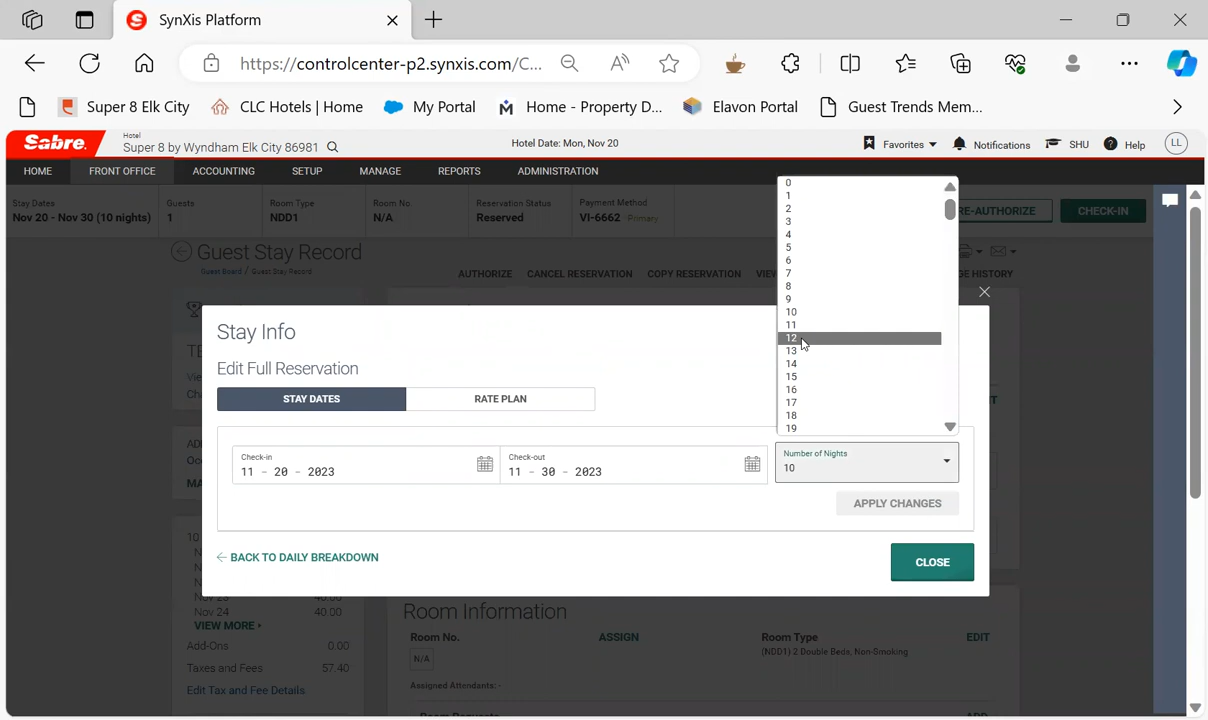 SynXis Platform
https://controlcenter-p2.synxis.com/C...
Super 8 Elk City
CLC Hotels | Home
My Portal
Home - Property D...
Elavon Portal
Guest Trends Mem...
Sabre.
Hotel
Super 8 by Wyndham Elk City 86981
Hotel Date: Mon, Nov 20
Favorites
Notifications
SHU
Help
LL
HOME
FRONT OFFICE
ACCOUNTING
SETUP
MANAGE
REPORTS
ADMINISTRATION
Stay Dates
Nov 20 - Nov 30 (10 nights)
Guests
1
Room Type
NDD1
Room No.
N/A
Reservation Status
Reserved
Payment Method
VI-6662 Primary
RE-AUTHORIZE
CHECK-IN
Guest Stay Record
Guest Board / Guest Stay Record
AUTHORIZE
CANCEL RESERVATION
COPY RESERVATION
VIE
GE HISTORY
Stay Info
Edit Full Reservation
STAY DATES
RATE PLAN
Check-in
11 - 20 - 2023
Check-out
11 - 30 - 2023
0
1
2
3
4
5
6
7
8
9
10
11
12
13
14
15
16
17
18
19
Number of Nights
10
APPLY CHANGES
BACK TO DAILY BREAKDOWN
CLOSE
Nov 24
40.00
VIEW MORE
Add-Ons
0.00
Taxes and Fees
57.40
Edit Tax and Fee Details
Room Information
Room No.
ASSIGN
N/A
Assigned Attendants: -
Room Type
EDIT
(NDD1) 2 Double Beds, Non-Smoking